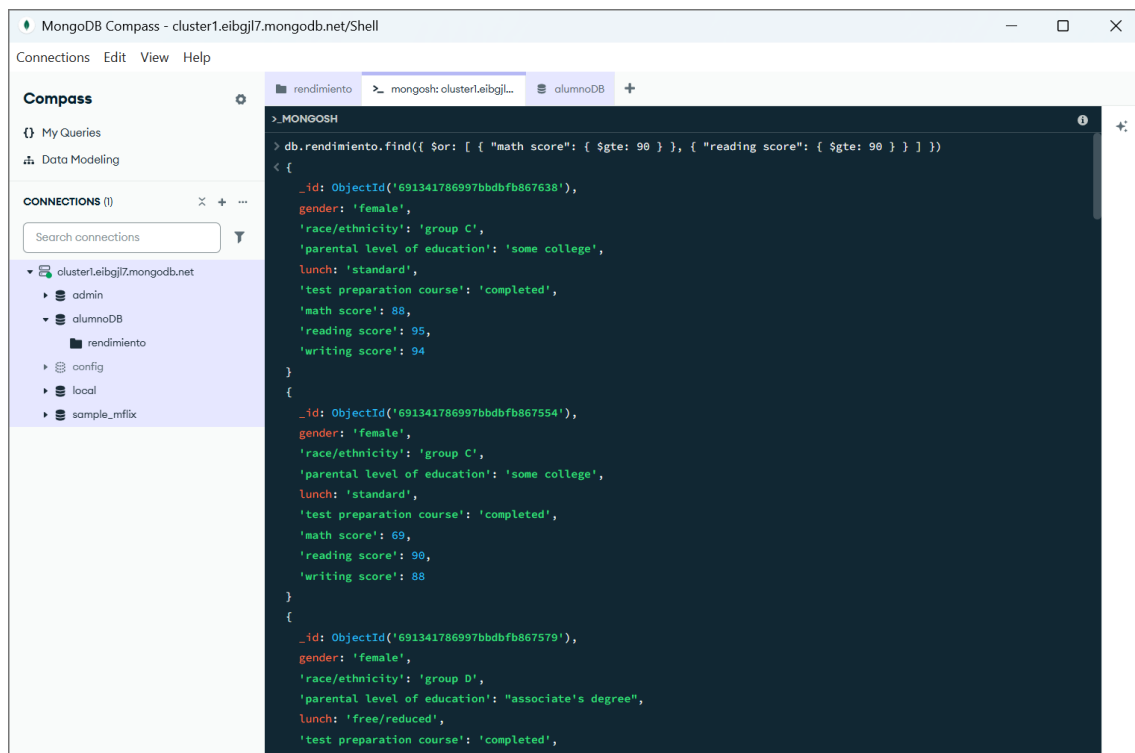 MongoDB Compass - cluster1.eibgjl7.mongodb.net/Shell
Connections Edit View Help
Compass
{} My Queries
Data Modeling
CONNECTIONS (1)
Search connections
cluster1.eibgjl7.mongodb.net
admin
alumnoDB
rendimiento
config
local
sample_mflix
rendimiento
>_ mongosh: cluster1.eibgjl...
alumnoDB
>_MONGOSH
> db.rendimiento.find({ $or: [ { "math score": { $gte: 90 } }, { "reading score": { $gte: 90 } } ] })
< {
_id: ObjectId('691341786997bbdbfb867638'),
gender: 'female',
'race/ethnicity': 'group C',
'parental level of education': 'some college',
lunch: 'standard',
'test preparation course': 'completed',
'math score': 88,
'reading score': 95,
'writing score': 94
}
{
_id: ObjectId('691341786997bbdbfb867554'),
gender: 'female',
'race/ethnicity': 'group C',
'parental level of education': 'some college',
lunch: 'standard',
'test preparation course': 'completed',
'math score': 69,
'reading score': 90,
'writing score': 88
}
{
_id: ObjectId('691341786997bbdbfb867579'),
gender: 'female',
'race/ethnicity': 'group D',
'parental level of education': "associate's degree",
lunch: 'free/reduced',
'test preparation course': 'completed',